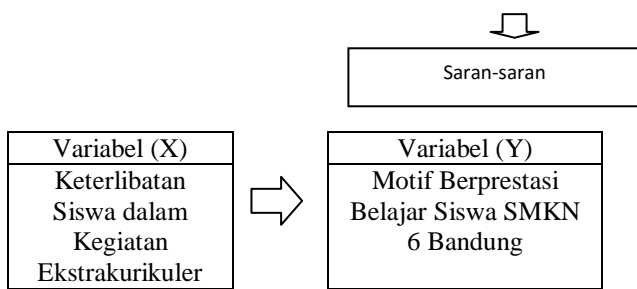 Saran-saran
Variabel (X)
Keterlibatan
Siswa dalam
Kegiatan
Ekstrakurikuler
Variabel (Y)
Motif Berprestasi
Belajar Siswa SMKN
6 Bandung